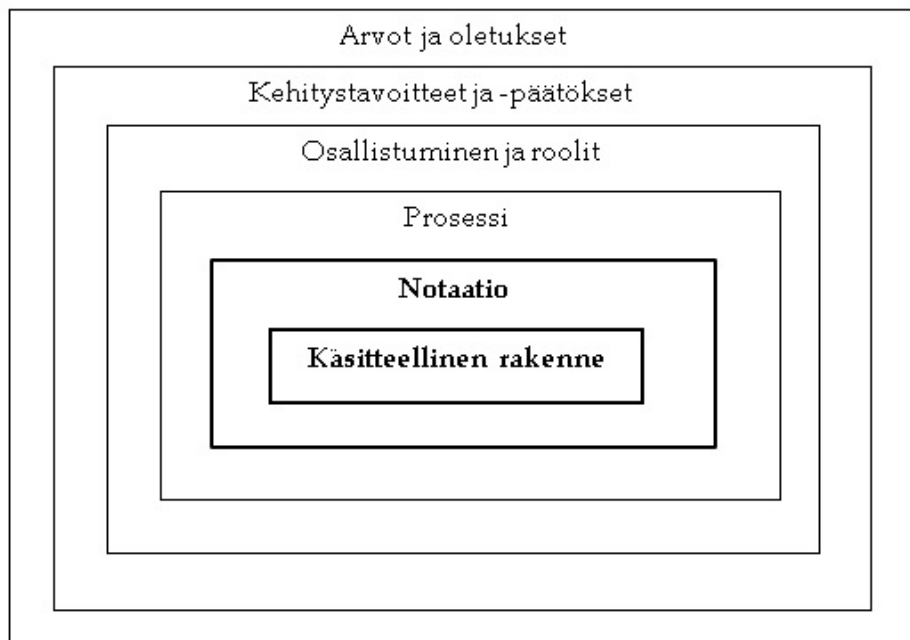 Arvot ja oletukset
Kehitystavoitteet ja -päätökset
Osallistuminen ja roolit
Prosessi
Notaatio
Käsitteellinen rakenne